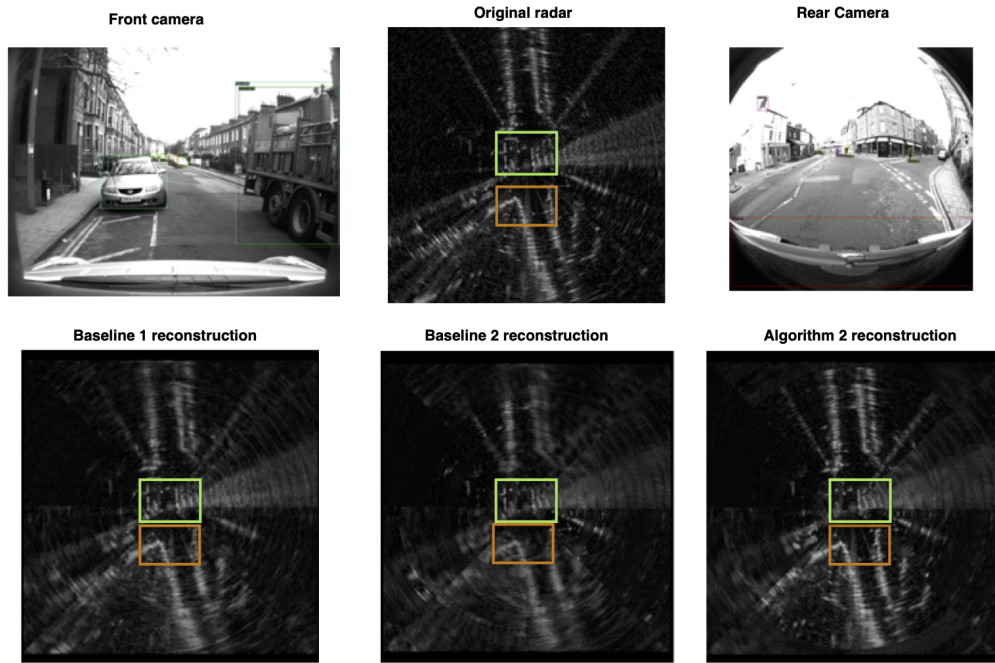 Front camera
Original radar
Rear Camera
Baseline 1 reconstruction
Baseline 2 reconstruction
Algorithm 2 reconstruction